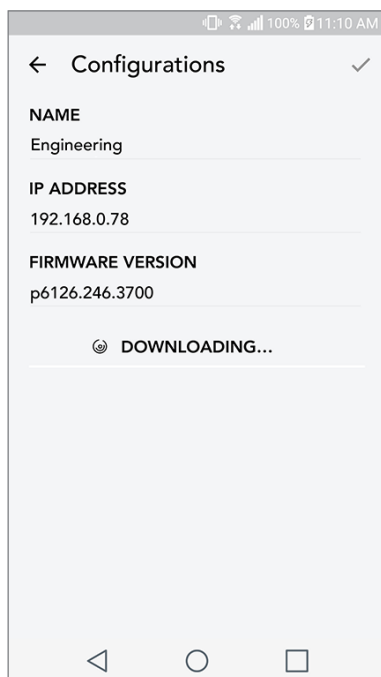 100% 11:10 AM
Configurations
NAME
Engineering
IP ADDRESS
192.168.0.78
FIRMWARE VERSION
p6126.246.3700
DOWNLOADING...